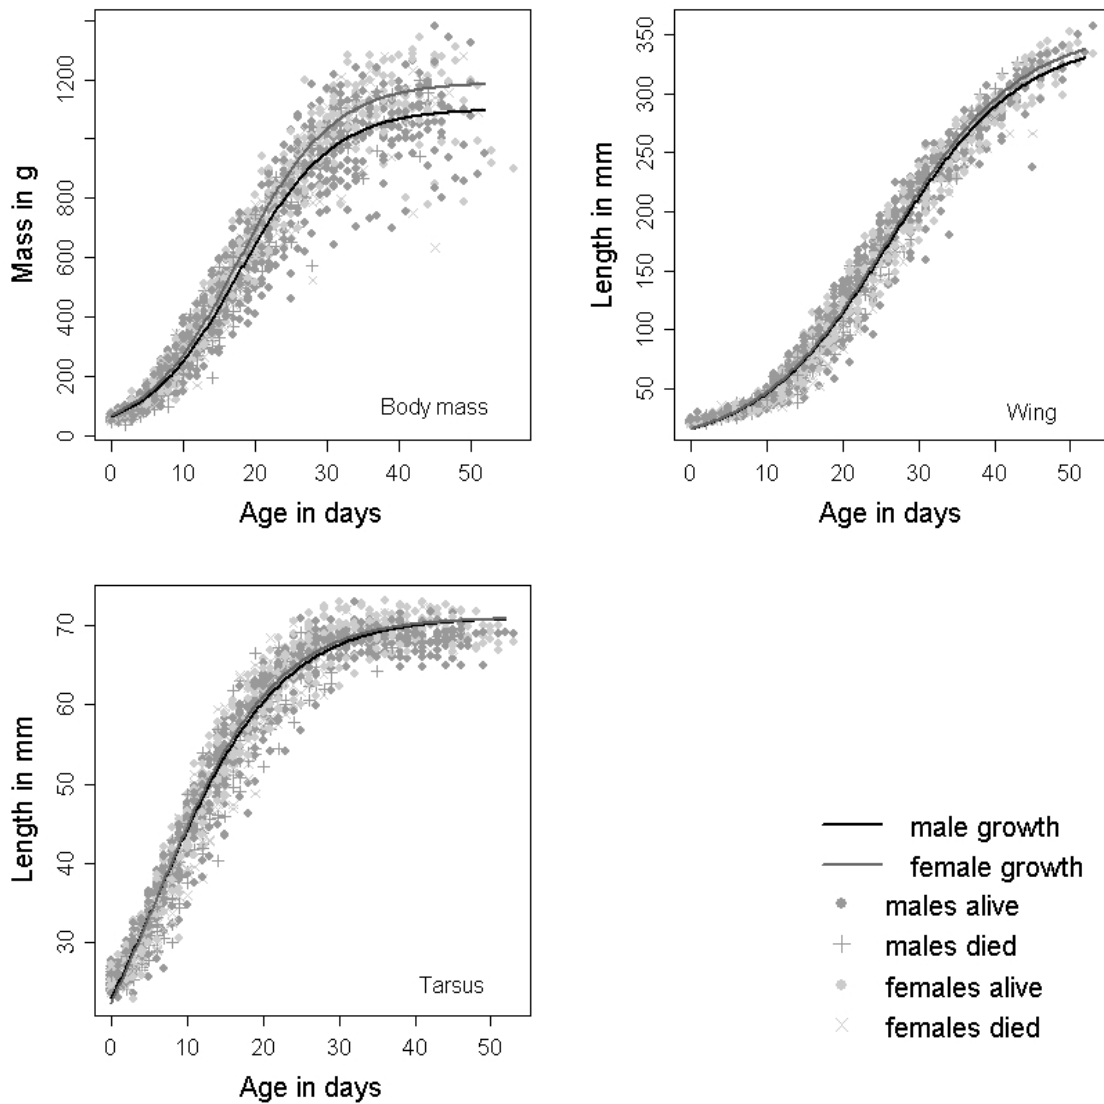 Mass in g
0
200
400
600
800
1200
0 10 20 30 40 50
Age in days
Body mass
Length in mm
50
100
150
200
250
300
350
0 10 20 30 40 50
Age in days
Wing
Length in mm
30
40
50
60
70
0 10 20 30 40 50
Age in days
Tarsus
male growth
female growth
males alive
males died
females alive
females died